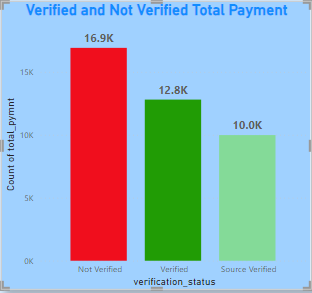 Verified and Not Verified Total Payment
16.9K
15K
12.8K
10.0K
10K
5K
0K
Count of total_pymnt
Not Verified
Verified
Source Verified
verification_status